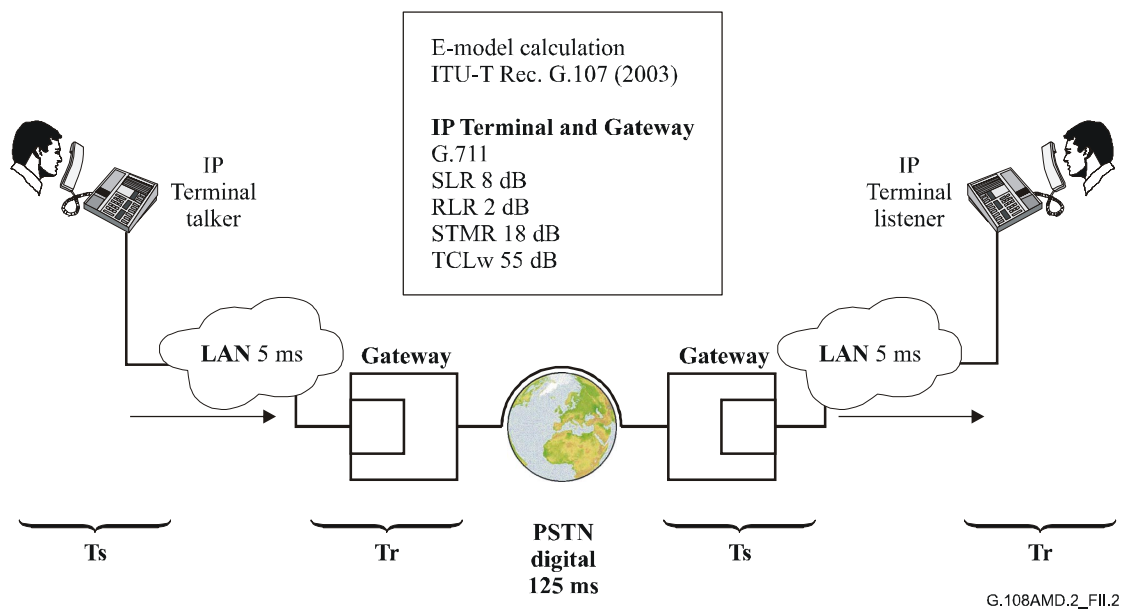 E-model calculation
ITU-T Rec. G.107 (2003)
IP Terminal and Gateway
G.711
SLR 8 dB
RLR 2 dB
STMR 18 dB
TCLw 55 dB
IP
Terminal
talker
IP
Terminal
listener
LAN 5 ms
Gateway
Gateway
LAN 5 ms
Ts
Tr
PSTN
digital
125 ms
Ts
Tr
G.108AMD.2_FII.2